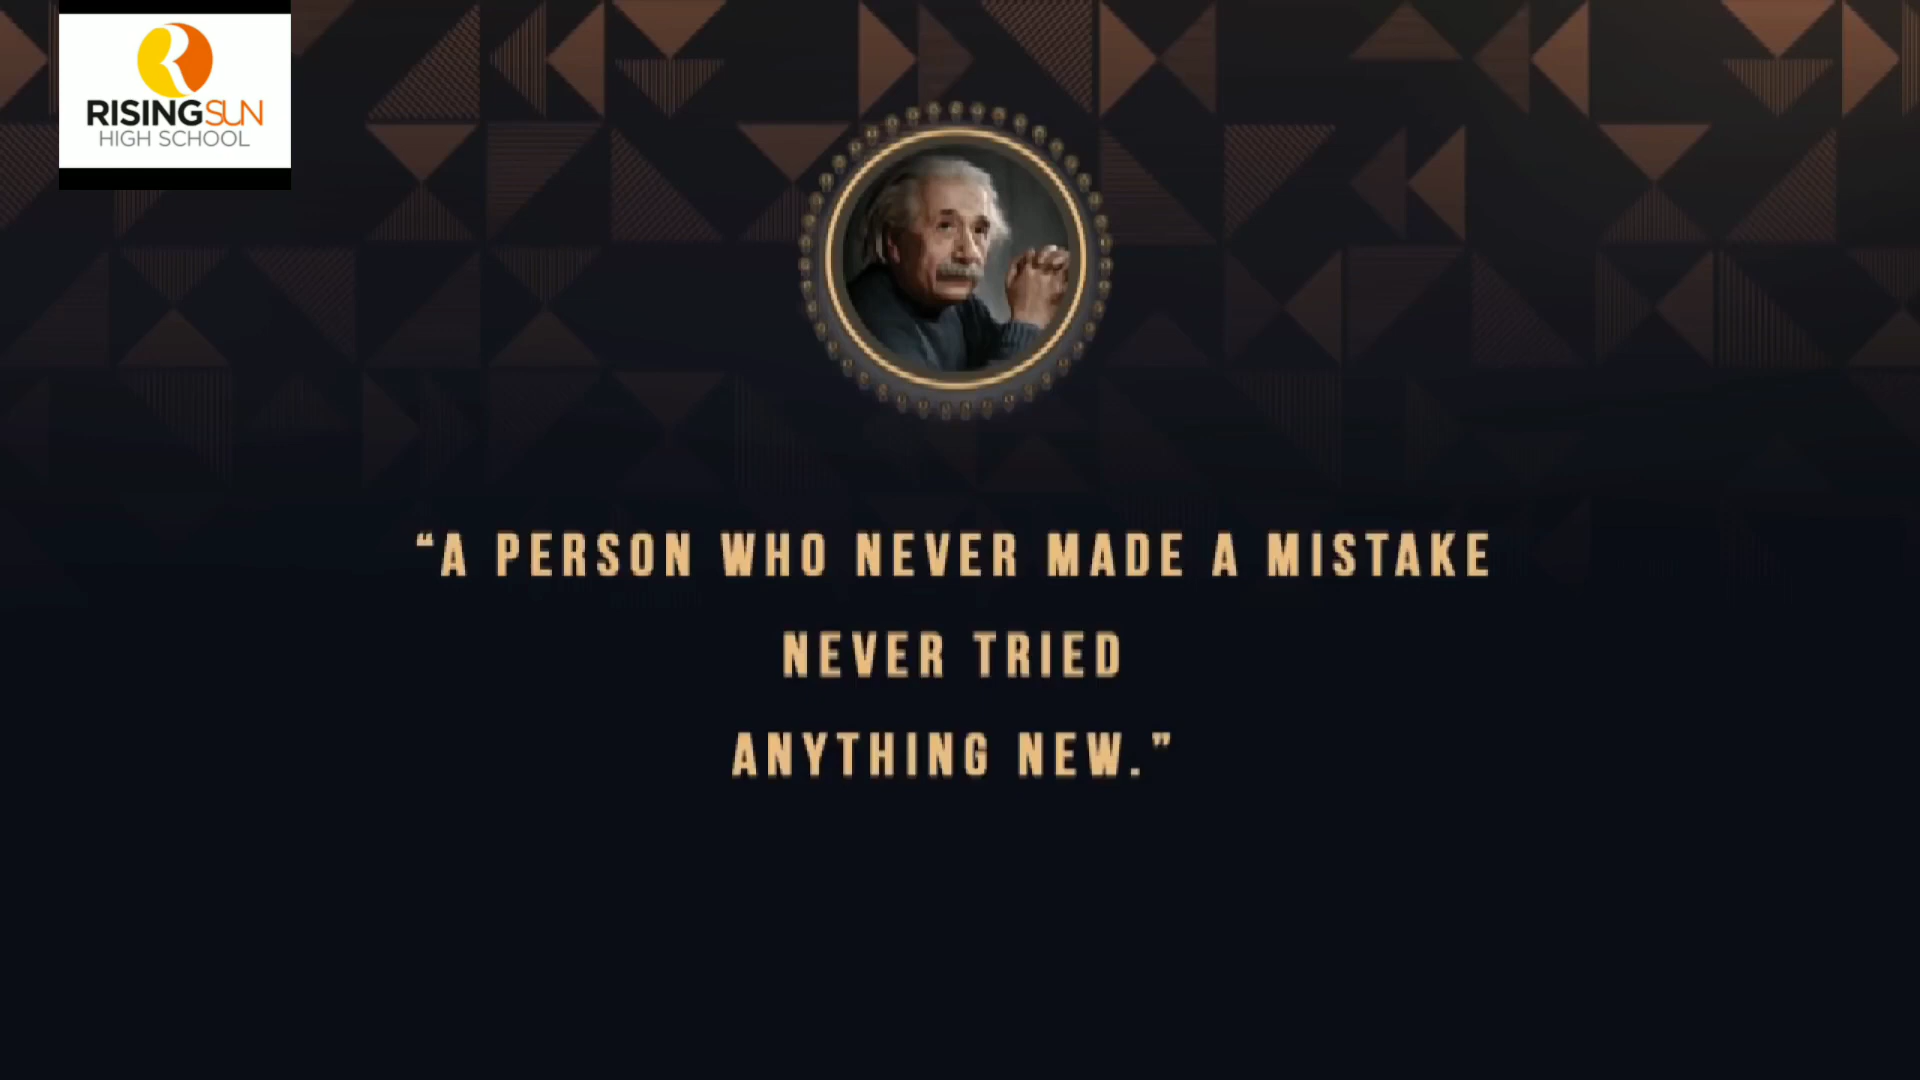 RISINGSUN
HIGH SCHOOL
“A PERSON WHO NEVER MADE A MISTAKE
NEVER TRIED
ANYTHING NEW.”